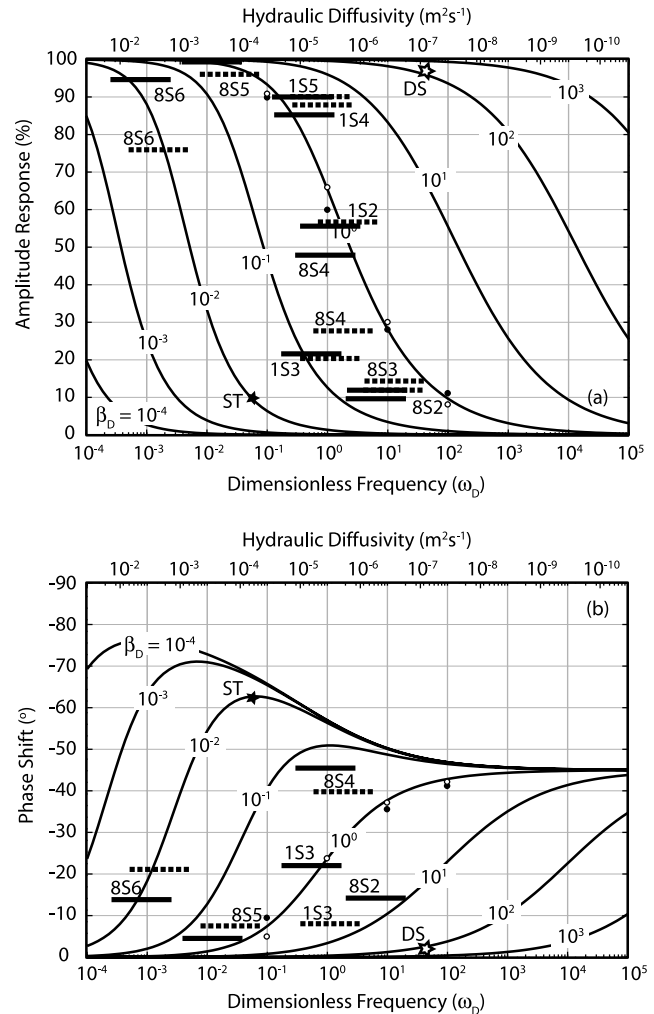 Hydraulic Diffusivity (m²s⁻¹)
10⁻² 10⁻³ 10⁻⁴ 10⁻⁵ 10⁻⁶ 10⁻⁷ 10⁻⁸ 10⁻⁹ 10⁻¹⁰
Amplitude Response (%)
100
90
80
70
60
50
40
30
20
10
0
8S6
8S5
1S5
DS
10³
1S4
8S6
10²
10¹
1S2
10⁰
10⁻¹
8S4
10⁻²
8S4
10⁻³
1S3
8S3
ST
8S2
(a)
β_D = 10⁻⁴
10⁻⁴ 10⁻³ 10⁻² 10⁻¹ 10⁰ 10¹ 10² 10³ 10⁴ 10⁵
Dimensionless Frequency (ω_D)
Hydraulic Diffusivity (m²s⁻¹)
10⁻² 10⁻³ 10⁻⁴ 10⁻⁵ 10⁻⁶ 10⁻⁷ 10⁻⁸ 10⁻⁹ 10⁻¹⁰
Phase Shift (°)
-90
-80
-70
-60
-50
-40
-30
-20
-10
0
(b)
β_D = 10⁻⁴
ST
10⁻³
10⁻²
10⁻¹
8S4
10⁰
1S3
10¹
8S6
8S2
8S5
1S3
10²
DS
10³
10⁻⁴ 10⁻³ 10⁻² 10⁻¹ 10⁰ 10¹ 10² 10³ 10⁴ 10⁵
Dimensionless Frequency (ω_D)